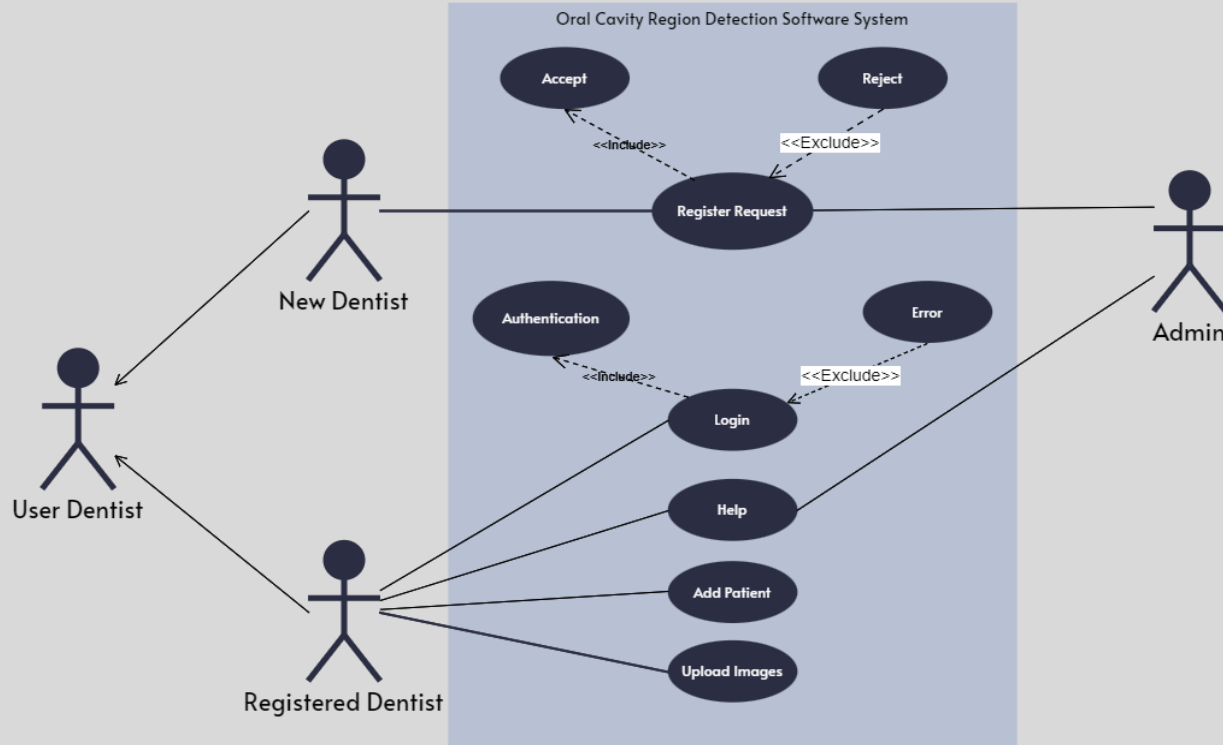 Oral Cavity Region Detection Software System
Accept
Reject
<<Include>>
<<Exclude>>
Register Request
New Dentist
Authentication
Error
Admin
<<Include>>
<<Exclude>>
Login
User Dentist
Help
Add Patient
Upload Images
Registered Dentist